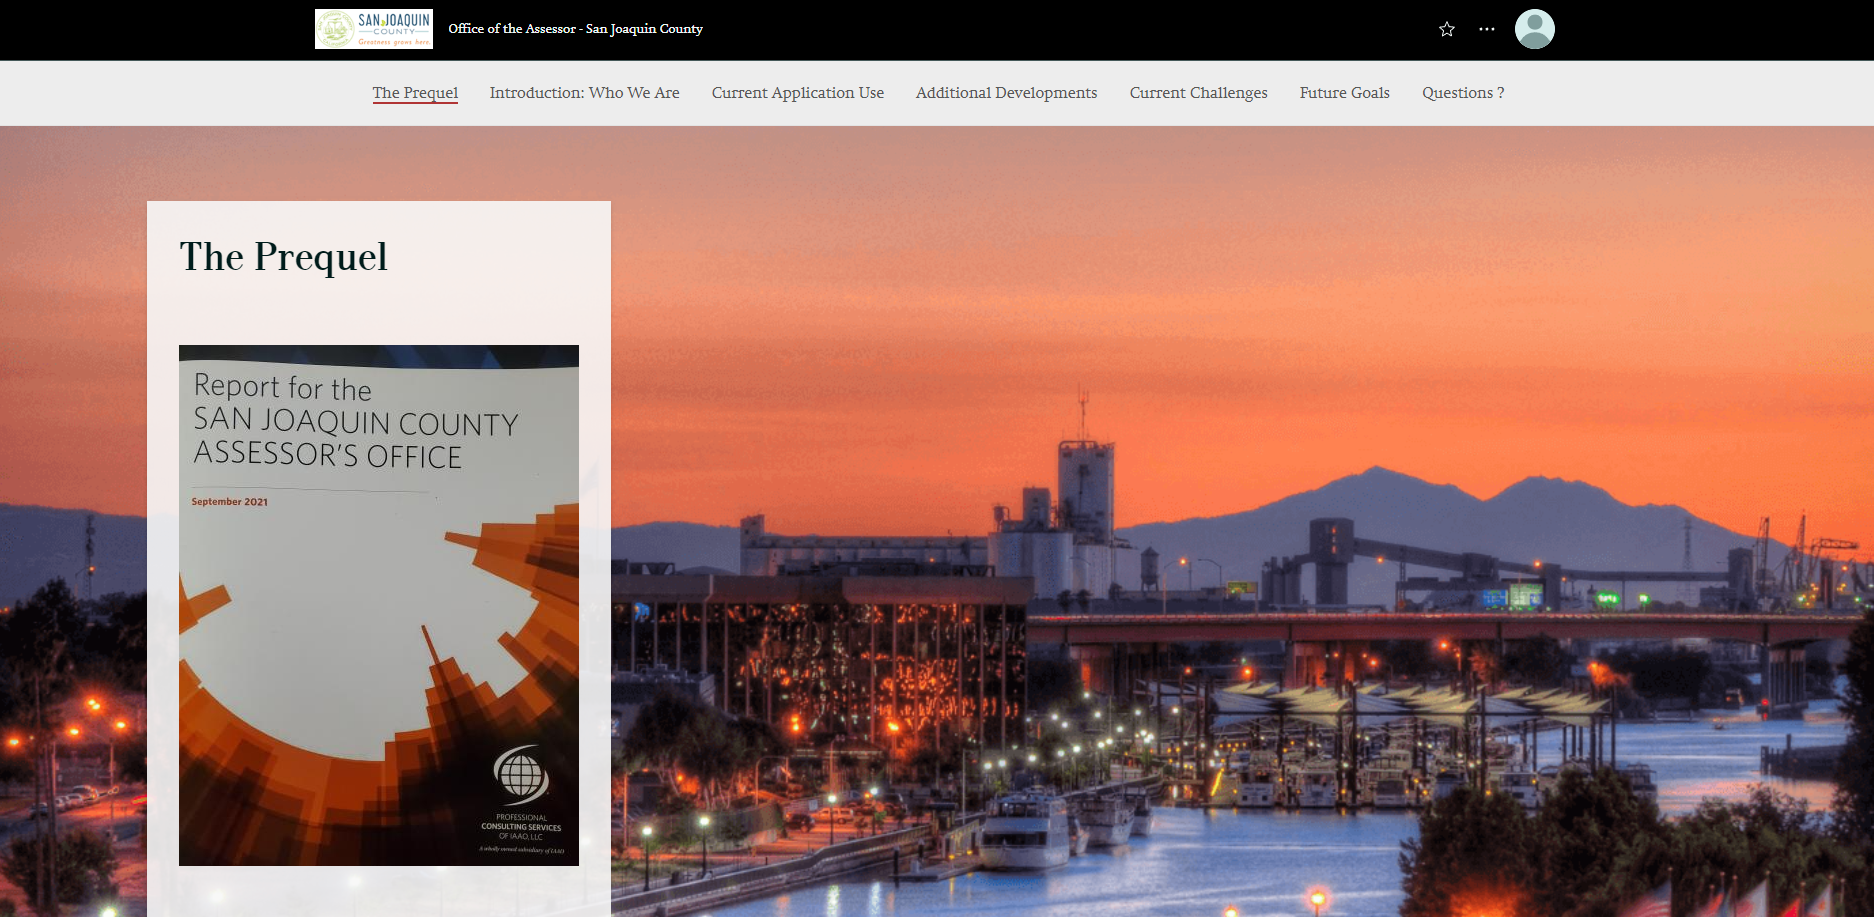 SAN JOAQUIN
COUNTY
Greatness grows here.
Office of the Assessor - San Joaquin County
The Prequel
Introduction: Who We Are
Current Application Use
Additional Developments
Current Challenges
Future Goals
Questions ?
The Prequel
Report for the
SAN JOAQUIN COUNTY
ASSESSOR'S OFFICE
September 2021
PROFESSIONAL
CONSULTING SERVICES
OF IAAO, LLC
A wholly owned subsidiary of IAAO